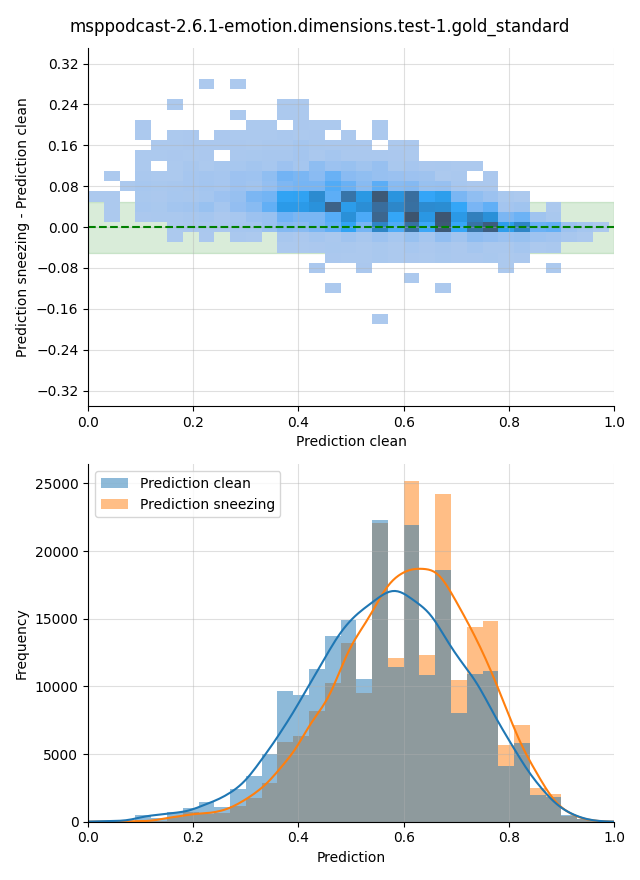 msppodcast-2.6.1-emotion.dimensions.test-1.gold_standard
Prediction sneezing - Prediction clean
0.32
0.24
0.16
0.08
0.00
−0.08
−0.16
−0.24
−0.32
0.0 0.2 0.4 0.6 0.8 1.0
Prediction clean
Prediction clean
Prediction sneezing
Frequency
25000
20000
15000
10000
5000
0
0.0 0.2 0.4 0.6 0.8 1.0
Prediction